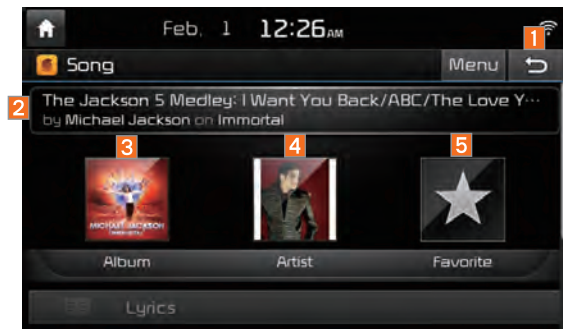 Feb. 1 12:26AM
1
Song Menu
2
The Jackson 5 Medley: I Want You Back/ABC/The Love Y...
by Michael Jackson on Immortal
3 4 5
MICHAEL JACKSON
Album Artist Favorite
Lyrics